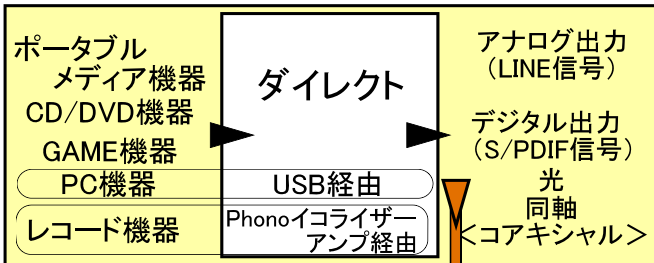 ポータブル
メディア機器
CD/DVD機器
GAME機器
PC機器
レコード機器
ダイレクト
USB経由
Phonoイコライザー
アンプ経由
アナログ出力
（LINE信号）
デジタル出力
（S/PDIF信号）
光
同軸
＜コアキシャル＞